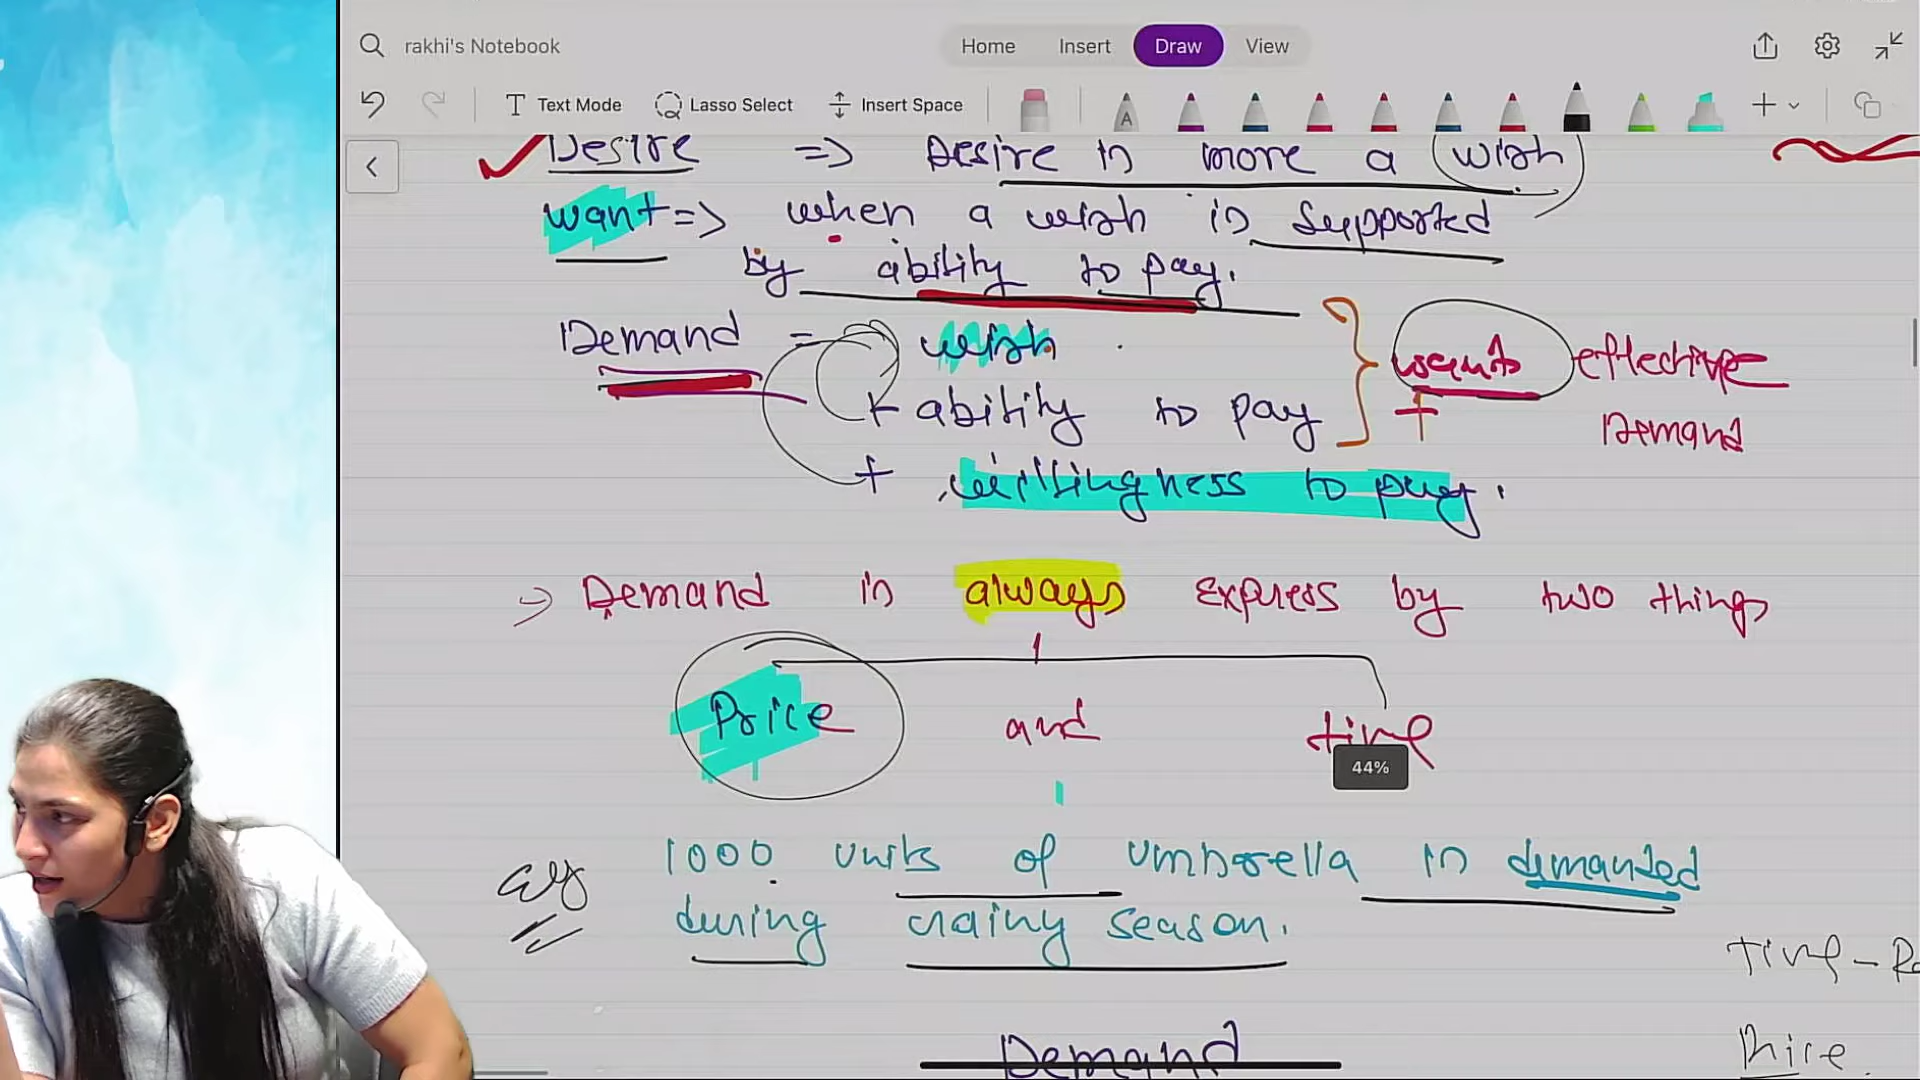 rakhi's Notebook
Home Insert Draw View
Text Mode Lasso Select Insert Space
Desire => Desire is more a wish
want => when a wish is supported
by ability to pay.
Demand = wish
+ ability to pay
+ willingness to pay.
wants effective
+ Demand
=> Demand is always express by two things
Price and time
44%
eg 1000 units of umbrella is demanded
during rainy season.
Time - Ra
Demand
Price